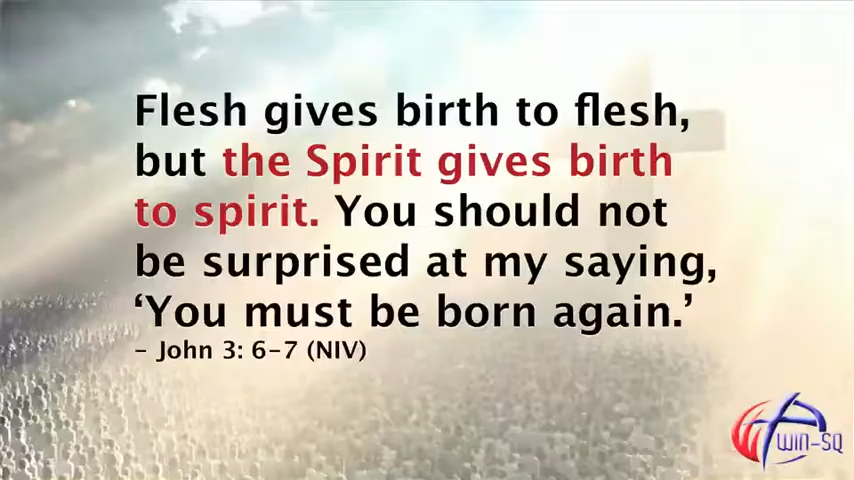 Flesh gives birth to flesh,
but the Spirit gives birth
to spirit. You should not
be surprised at my saying,
‘You must be born again.’
– John 3: 6–7 (NIV)
WIN-SQ